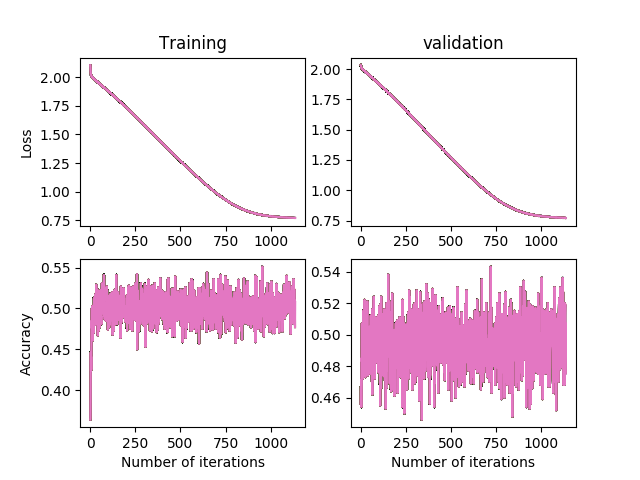 Training
validation
Loss
2.00
1.75
1.50
1.25
1.00
0.75
0 250 500 750 1000
2.00
1.75
1.50
1.25
1.00
0.75
0 250 500 750 1000
Accuracy
0.55
0.50
0.45
0.40
0 250 500 750 1000
Number of iterations
0.54
0.52
0.50
0.48
0.46
0 250 500 750 1000
Number of iterations